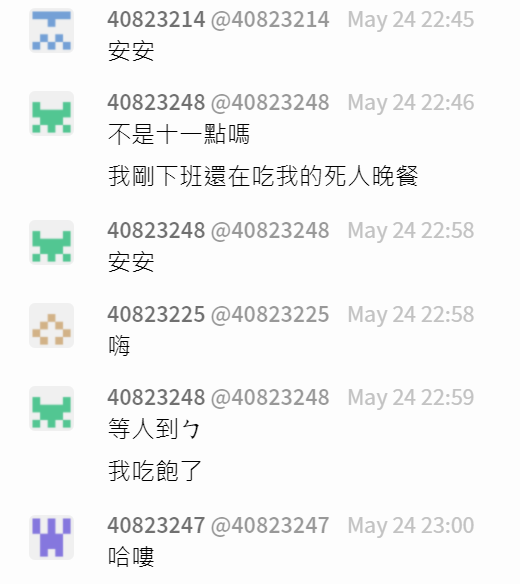 40823214 @40823214 May 24 22:45
安安
40823248 @40823248 May 24 22:46
不是十一點嗎
我剛下班還在吃我的死人晚餐
40823248 @40823248 May 24 22:58
安安
40823225 @40823225 May 24 22:58
嗨
40823248 @40823248 May 24 22:59
等人到ㄅ
我吃飽了
40823247 @40823247 May 24 23:00
哈嘍